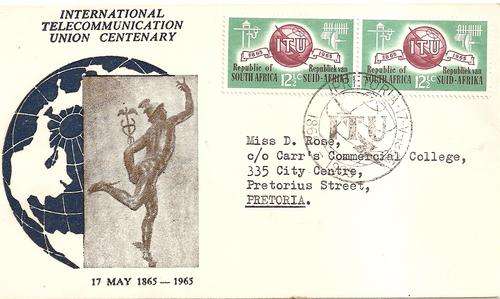 INTERNATIONAL
TELECOMMUNICATION
UNION CENTENARY
17 MAY 1865—1965
1865 1965
ITU
Republic of Republiek van
SOUTH AFRICA 12½c SUID-AFRIKA
1865 1965
ITU
Republic of Republiek van
SOUTH AFRICA 12½c SUID-AFRIKA
PRETORIA
ITU
Miss D. Rose,
c/o Carr's Commercial College,
335 City Centre,
Pretorius Street,
PRETORIA.